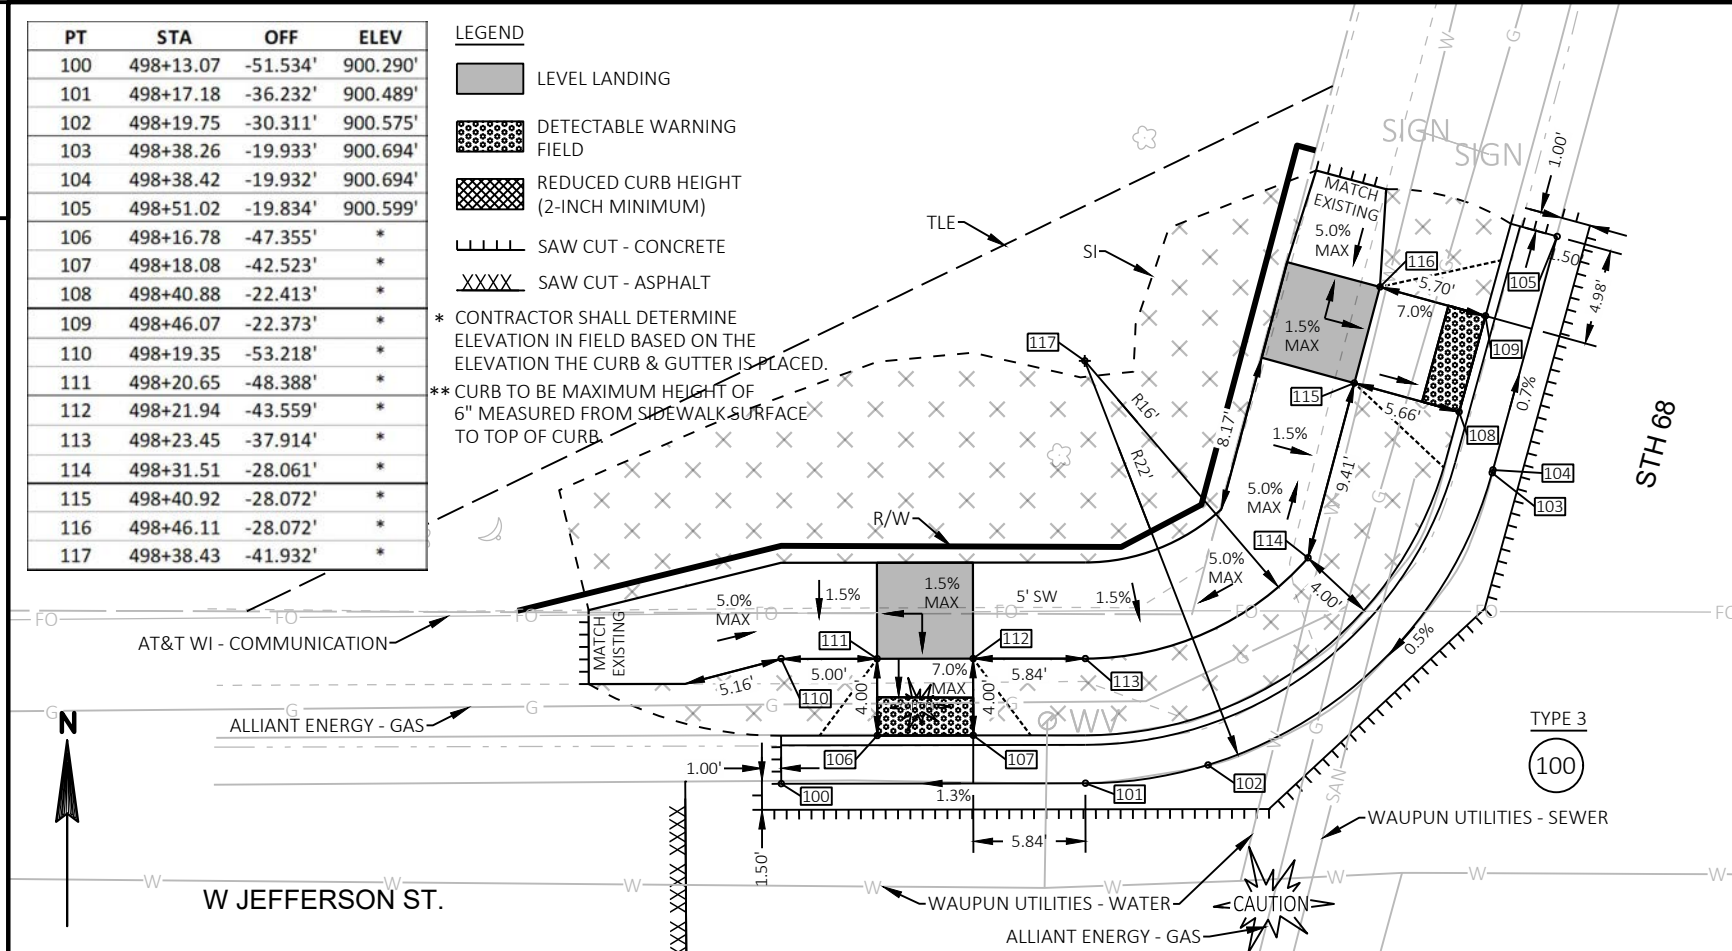 PT STA OFF ELEV
100 498+13.07 -51.534' 900.290'
101 498+17.18 -36.232' 900.489'
102 498+19.75 -30.311' 900.575'
103 498+38.26 -19.933' 900.694'
104 498+38.42 -19.932' 900.694'
105 498+51.02 -19.834' 900.599'
106 498+16.78 -47.355' *
107 498+18.08 -42.523' *
108 498+40.88 -22.413' *
109 498+46.07 -22.373' *
110 498+19.35 -53.218' *
111 498+20.65 -48.388' *
112 498+21.94 -43.559' *
113 498+23.45 -37.914' *
114 498+31.51 -28.061' *
115 498+40.92 -28.072' *
116 498+46.11 -28.072' *
117 498+38.43 -41.932' *
LEGEND
LEVEL LANDING
DETECTABLE WARNING
FIELD
REDUCED CURB HEIGHT
(2-INCH MINIMUM)
SAW CUT - CONCRETE
XXXX SAW CUT - ASPHALT
* CONTRACTOR SHALL DETERMINE
ELEVATION IN FIELD BASED ON THE
ELEVATION THE CURB & GUTTER IS PLACED.
** CURB TO BE MAXIMUM HEIGHT OF
6" MEASURED FROM SIDEWALK SURFACE
TO TOP OF CURB.
TLE
SI
R/W
W
G
SIGN
SIGN
1.00'
MATCH
EXISTING
5.0%
MAX
116
5.70'
7.0%
105
1.50'
4.98'
1.5%
MAX
109
117
R16'
R22'
115
5.66'
108
0.7%
8.17'
1.5%
9.41'
5.0%
MAX
G
W
104
103
STH 68
114
5.0%
MAX
4.00'
0.5%
5.0%
MAX
1.5%
1.5%
MAX
5' SW
1.5%
FO
FO
FO
FO
FO
FO
FO
AT&T WI - COMMUNICATION
MATCH
EXISTING
111
112
5.16'
5.00'
110
4.00'
7.0%
MAX
4.00'
5.84'
113
G
G
G
G
G
G
G
WV
ALLIANT ENERGY - GAS
N
106
107
102
1.00'
100
1.3%
101
1.50'
5.84'
W
SAN
TYPE 3
100
WAUPUN UTILITIES - SEWER
W
W
W
W
W
W
W
W
W JEFFERSON ST.
WAUPUN UTILITIES - WATER
CAUTION
ALLIANT ENERGY - GAS